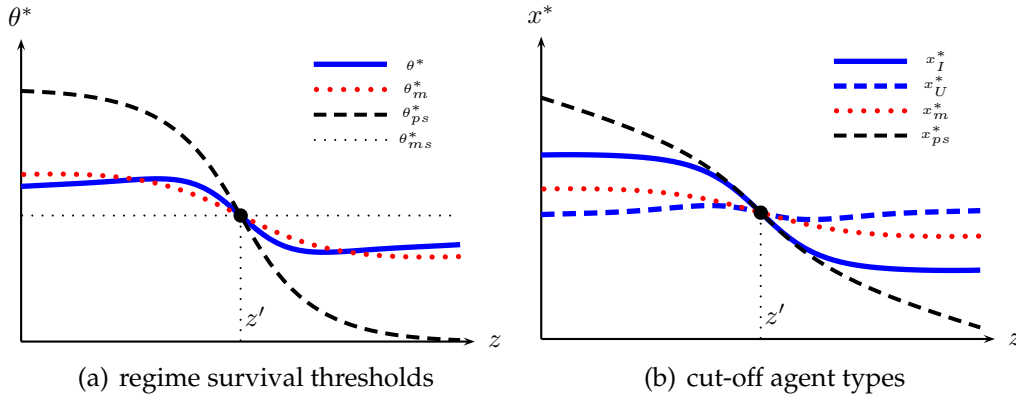 θ*
θ*
θ*_m
θ*_ps
θ*_ms
z′
z
(a) regime survival thresholds
x*
x*_I
x*_U
x*_m
x*_ps
z′
z
(b) cut-off agent types